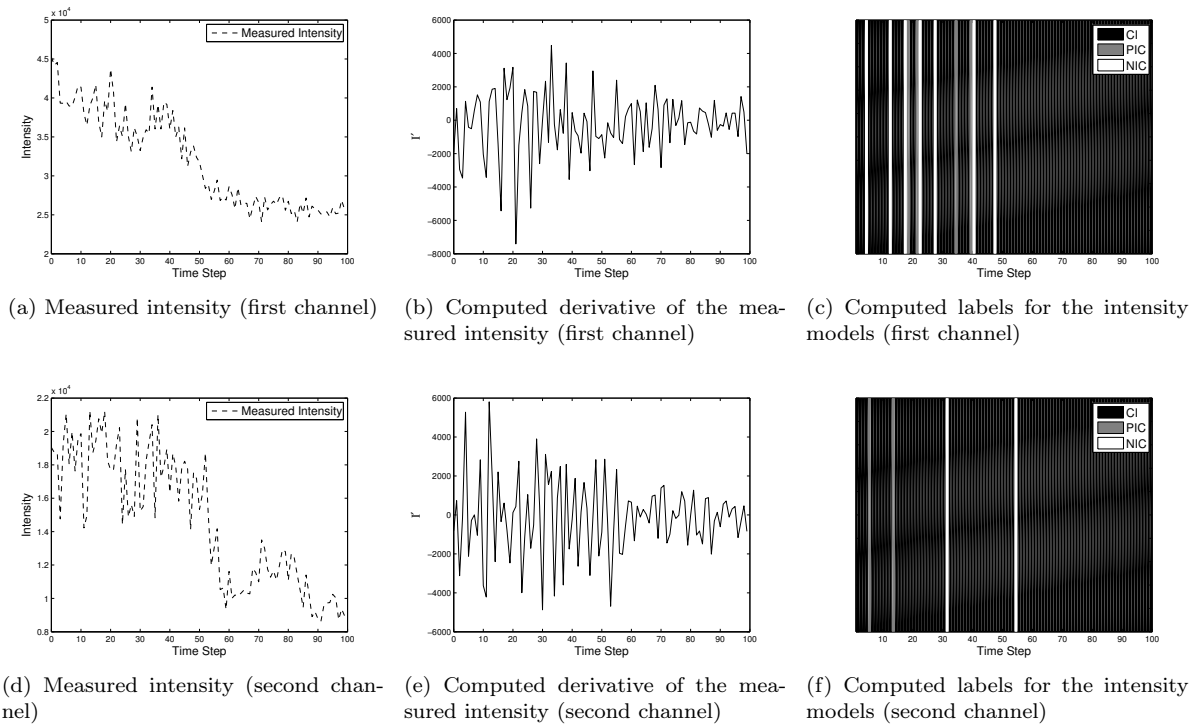 x 10⁴
5
4.5
4
3.5
3
2.5
2
0 10 20 30 40 50 60 70 80 90 100
Intensity
Time Step
Measured Intensity
(a) Measured intensity (first channel)
6000
4000
2000
0
−2000
−4000
−6000
−8000
0 10 20 30 40 50 60 70 80 90 100
I′
Time Step
(b) Computed derivative of the mea-
sured intensity (first channel)
CI
PIC
NIC
10 20 30 40 50 60 70 80 90 100
Time Step
(c) Computed labels for the intensity
models (first channel)
x 10⁴
2.2
2
1.8
1.6
1.4
1.2
1
0.8
0 10 20 30 40 50 60 70 80 90 100
Intensity
Time Step
Measured Intensity
(d) Measured intensity (second chan-
nel)
6000
4000
2000
0
−2000
−4000
−6000
0 10 20 30 40 50 60 70 80 90 100
I′
Time Step
(e) Computed derivative of the mea-
sured intensity (second channel)
CI
PIC
NIC
10 20 30 40 50 60 70 80 90 100
Time Step
(f) Computed labels for the intensity
models (second channel)